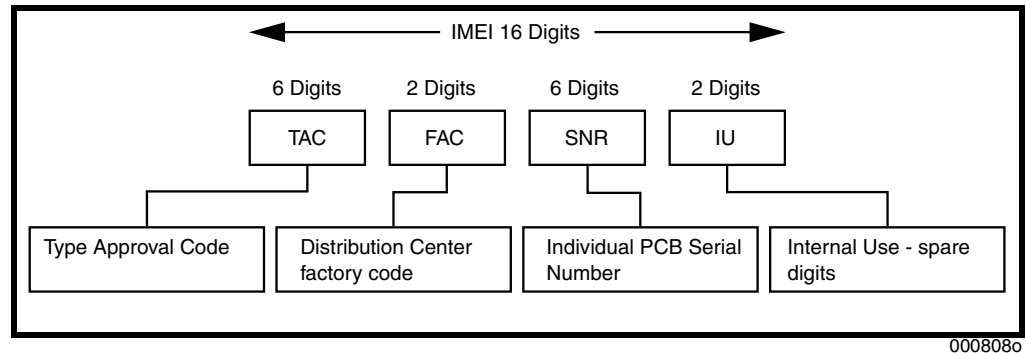 IMEI 16 Digits
6 Digits
2 Digits
6 Digits
2 Digits
TAC
FAC
SNR
IU
Type Approval Code
Distribution Center
factory code
Individual PCB Serial
Number
Internal Use - spare
digits
000808o